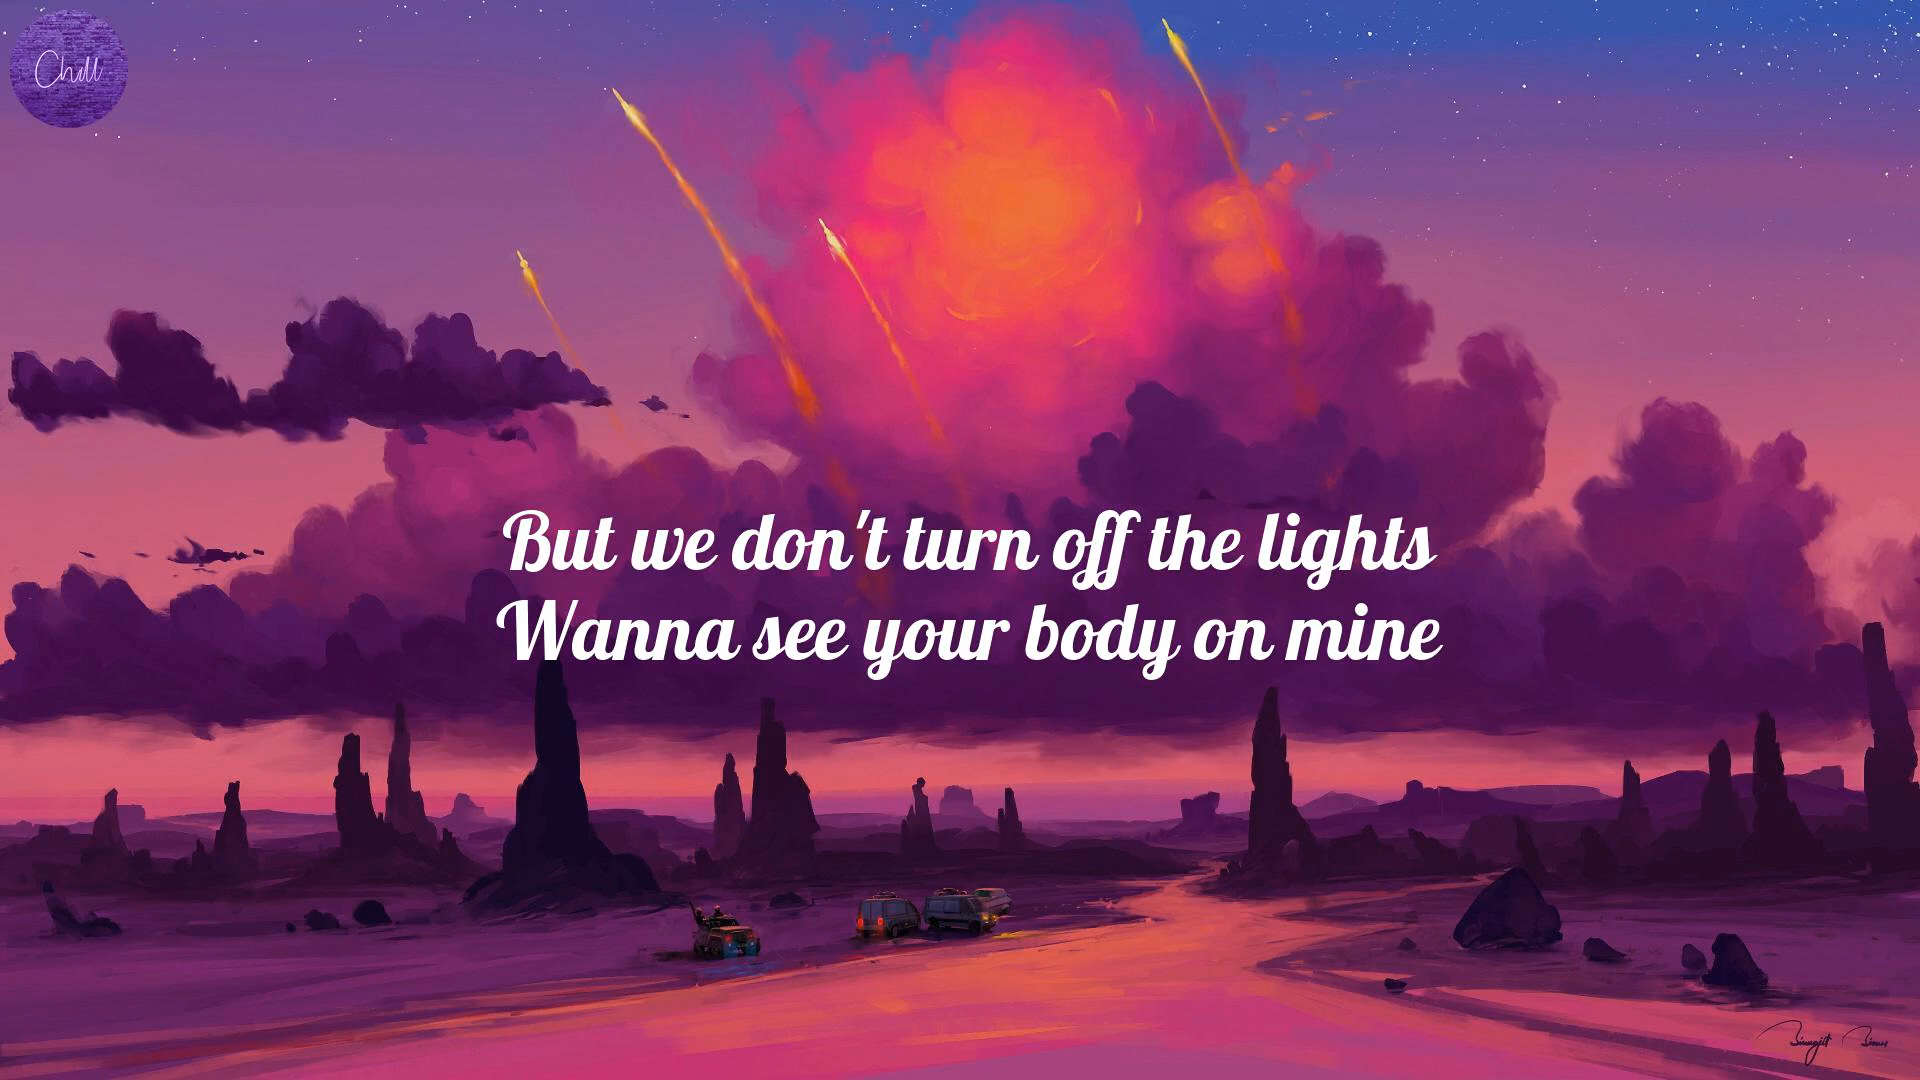 Chill
But we don't turn off the lights
Wanna see your body on mine